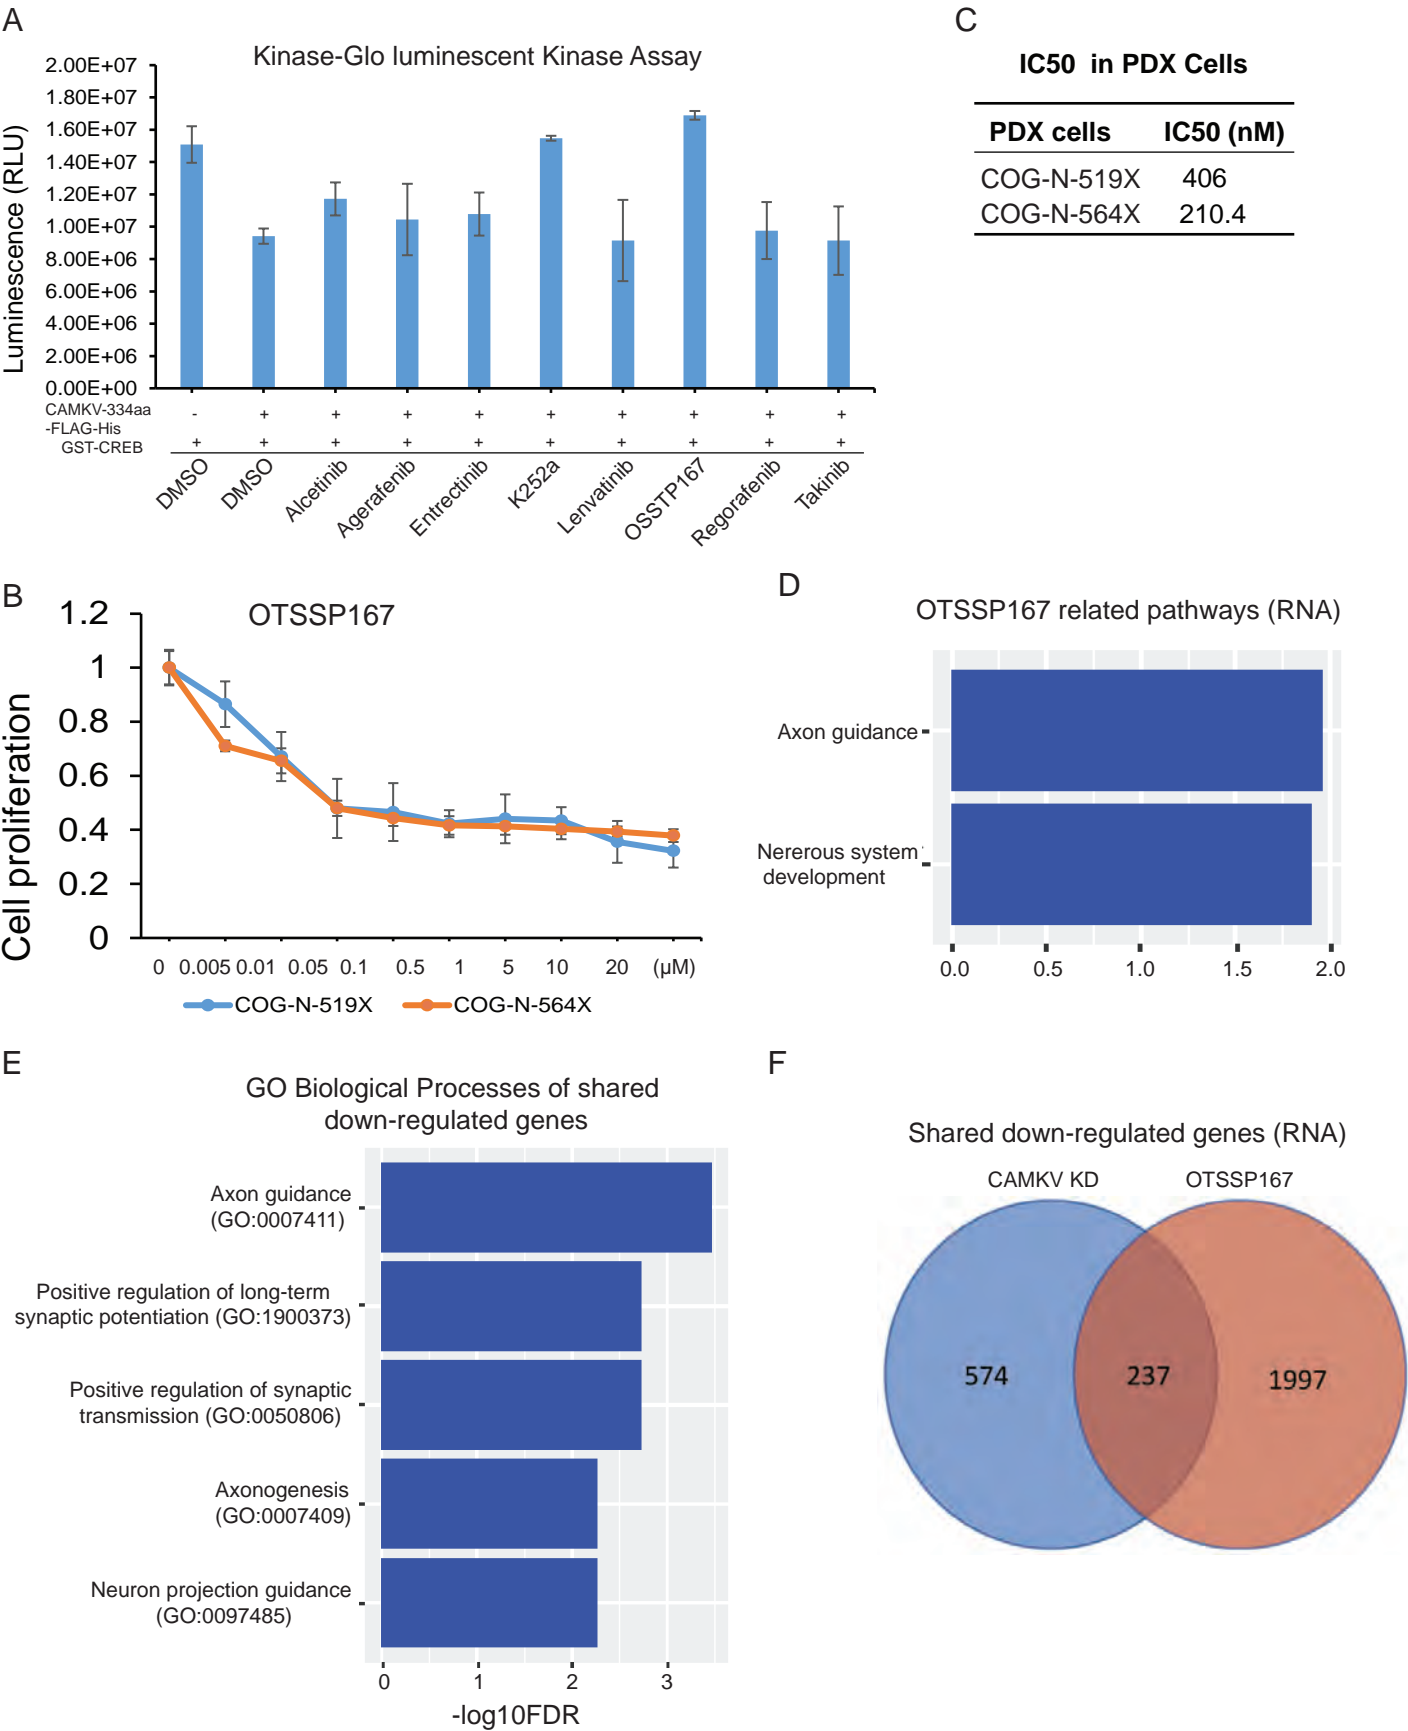 A
Kinase-Glo luminescent Kinase Assay
Luminescence (RLU)
2.00E+07
1.80E+07
1.60E+07
1.40E+07
1.20E+07
1.00E+07
8.00E+06
6.00E+06
4.00E+06
2.00E+06
0.00E+00
CAMKV-334aa - + + + + + + + + +
-FLAG-His
GST-CREB + + + + + + + + + +
DMSO
DMSO
Alcetinib
Agerafenib
Entrectinib
K252a
Lenvatinib
OSSTP167
Regorafenib
Takinib
C
IC50 in PDX Cells
PDX cells IC50 (nM)
COG-N-519X 406
COG-N-564X 210.4
B
OTSSP167
Cell proliferation
1.2
1
0.8
0.6
0.4
0.2
0
0 0.005 0.01 0.05 0.1 0.5 1 5 10 20 (µM)
COG-N-519X COG-N-564X
D
OTSSP167 related pathways (RNA)
Axon guidance
Nererous system
development
0.0 0.5 1.0 1.5 2.0
E
GO Biological Processes of shared
down-regulated genes
Axon guidance
(GO:0007411)
Positive regulation of long-term
synaptic potentiation (GO:1900373)
Positive regulation of synaptic
transmission (GO:0050806)
Axonogenesis
(GO:0007409)
Neuron projection guidance
(GO:0097485)
0 1 2 3
-log10FDR
F
Shared down-regulated genes (RNA)
CAMKV KD OTSSP167
574 237 1997